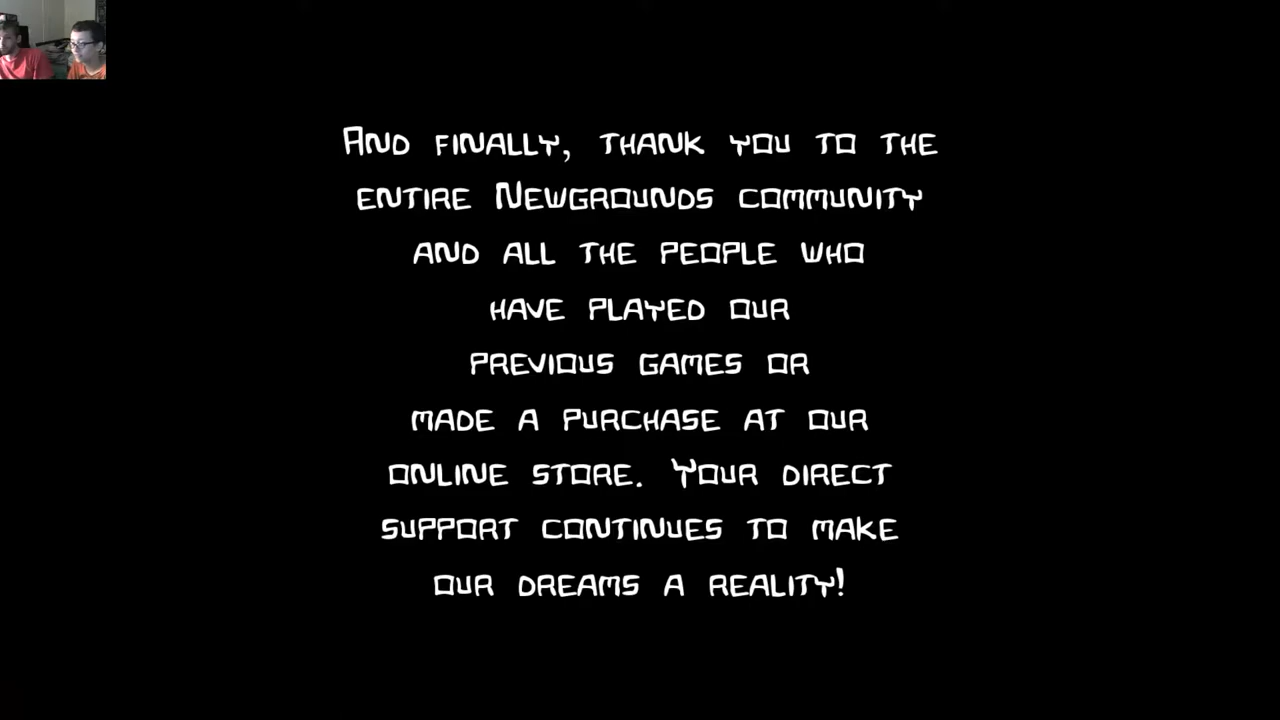 And finally, thank you to the
entire Newgrounds community
and all the people who
have played our
previous games or
made a purchase at our
online store. Your direct
support continues to make
our dreams a reality!